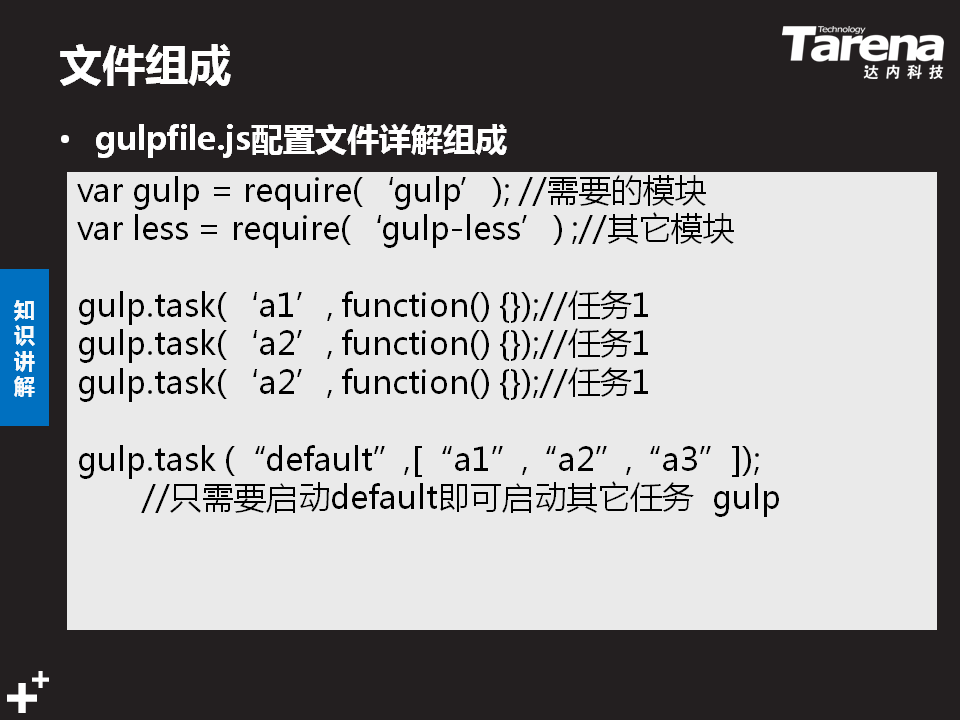 文件组成
Technology
Tarena
达内科技
• gulpfile.js配置文件详解组成
var gulp = require(‘gulp’); //需要的模块
var less = require(‘gulp-less’) ;//其它模块
gulp.task(‘a1’, function() {});//任务1
gulp.task(‘a2’, function() {});//任务1
gulp.task(‘a2’, function() {});//任务1
gulp.task (“default”,[“a1”,“a2”,“a3”]);
//只需要启动default即可启动其它任务 gulp
知识讲解